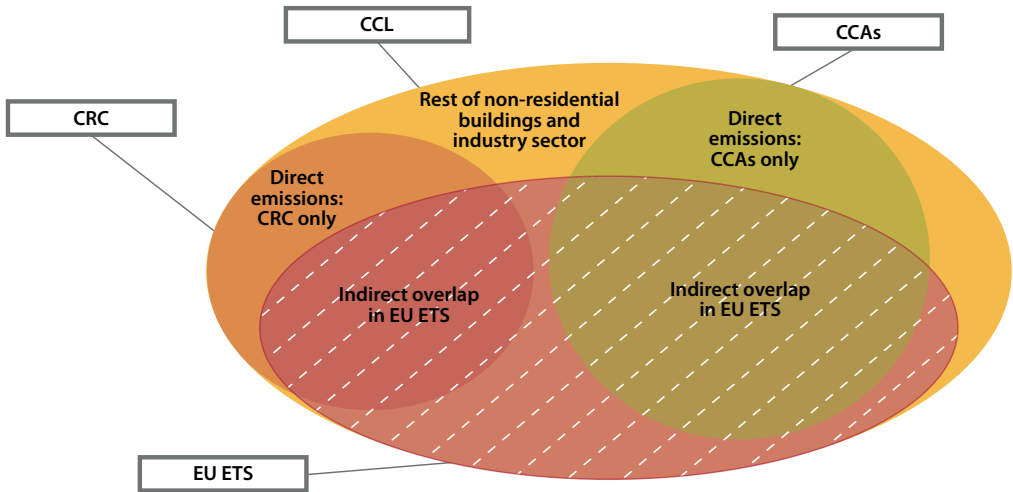 CCL
CCAs
CRC
Rest of non-residential
buildings and
industry sector
Direct
emissions:
CCAs only
Direct
emissions:
CRC only
Indirect overlap
in EU ETS
Indirect overlap
in EU ETS
EU ETS